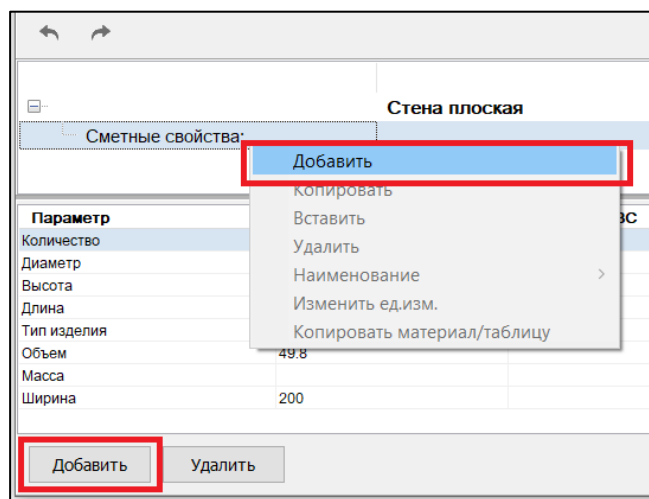 Стена плоская
Сметные свойства:
Добавить
Копировать
Вставить
Удалить
Наименование
Изменить ед.изм.
Копировать материал/таблицу
Параметр
Количество
Диаметр
Высота
Длина
Тип изделия
Объем 49.8
Масса
Ширина 200
Добавить Удалить